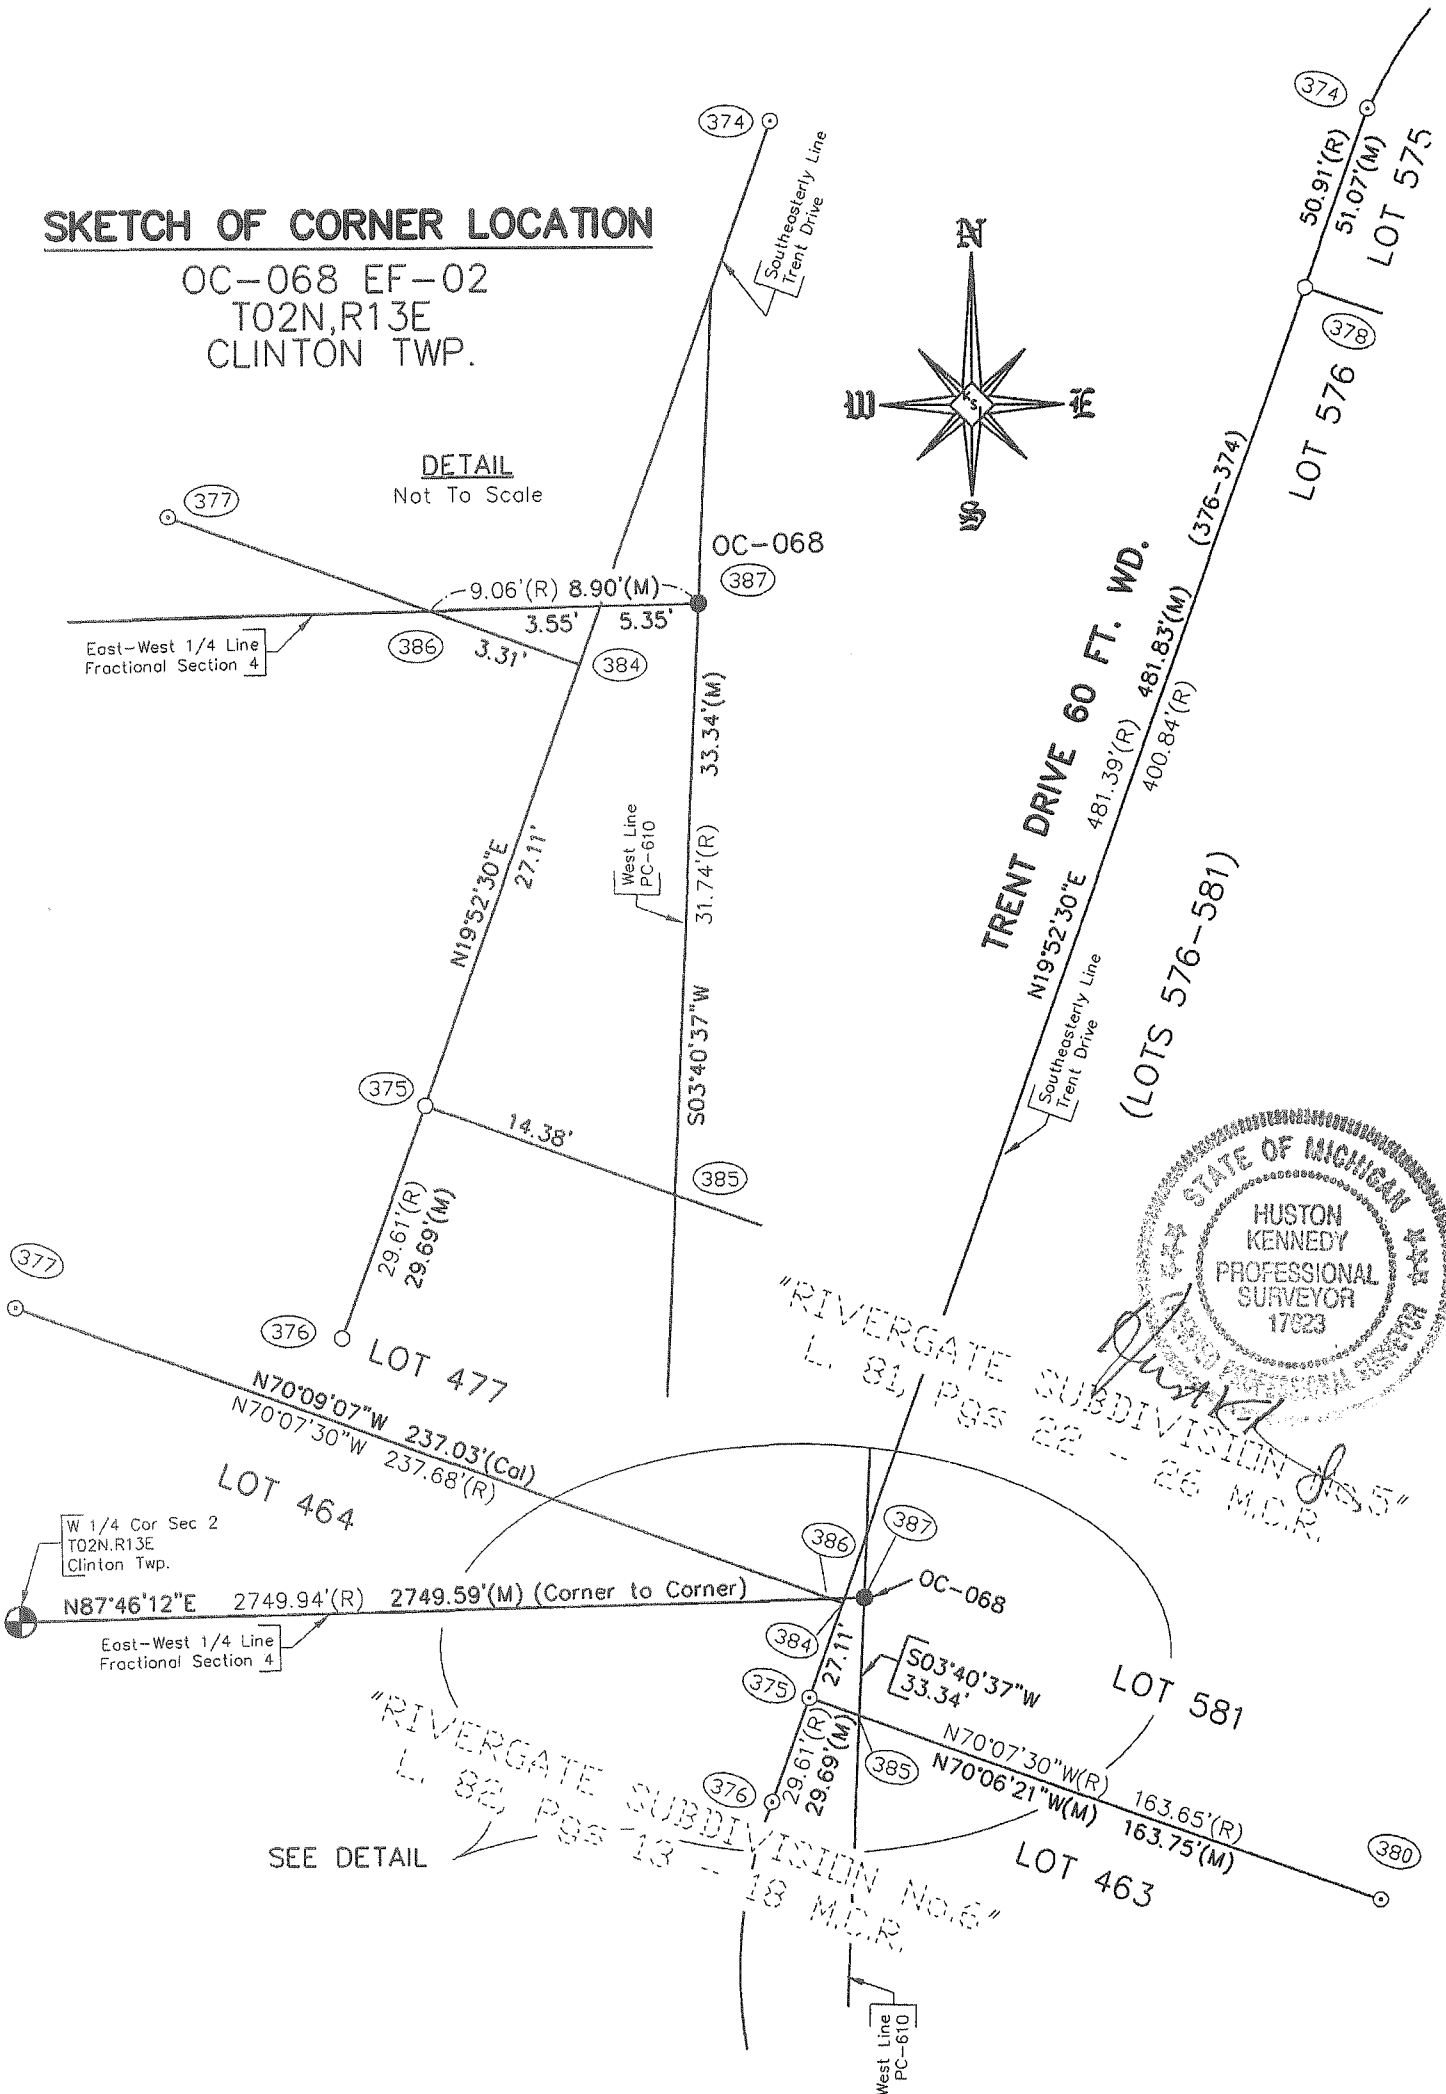 SKETCH OF CORNER LOCATION
OC-068 EF-02
T02N,R13E
CLINTON TWP.
DETAIL
Not To Scale
374
Southeasterly Line
Trent Drive
377
OC-068
387
9.06'(R) 8.90'(M)
3.55' 5.35'
East-West 1/4 Line
Fractional Section 4
386
3.31'
384
33.34'(M)
31.74'(R)
West Line
PC-610
S03°40'37"W
N19°52'30"E
27.11'
375
14.38'
385
29.61'(R)
29.69'(M)
376
LOT 477
N
W
E
S
374
50.91'(R)
51.07'(M)
LOT 575
378
LOT 576
(376-374)
TRENT DRIVE 60 FT. WD.
N19°52'30"E 481.39'(R) 481.83'(M)
400.84'(R)
Southeasterly Line
Trent Drive
(LOTS 576-581)
STATE OF MICHIGAN
HUSTON
KENNEDY
PROFESSIONAL
SURVEYOR
17623
LICENSED PROFESSIONAL SURVEYOR
"RIVERGATE SUBDIVISION No.5"
L. 81, Pgs 22 - 26 M.C.R.
377
N70°09'07"W 237.03'(Cal)
N70°07'30"W 237.68'(R)
LOT 464
W 1/4 Cor Sec 2
T02N.R13E
Clinton Twp.
N87°46'12"E 2749.94'(R) 2749.59'(M) (Corner to Corner)
East-West 1/4 Line
Fractional Section 4
386
387
OC-068
384
27.11'
S03°40'37"W
33.34'
375
LOT 581
29.61'(R)
29.69'(M)
385
N70°07'30"W(R) 163.65'(R)
N70°06'21"W(M) 163.75'(M)
376
380
LOT 463
"RIVERGATE SUBDIVISION No.6"
L. 82, Pgs 13 - 18 M.C.R.
SEE DETAIL
West Line
PC-610